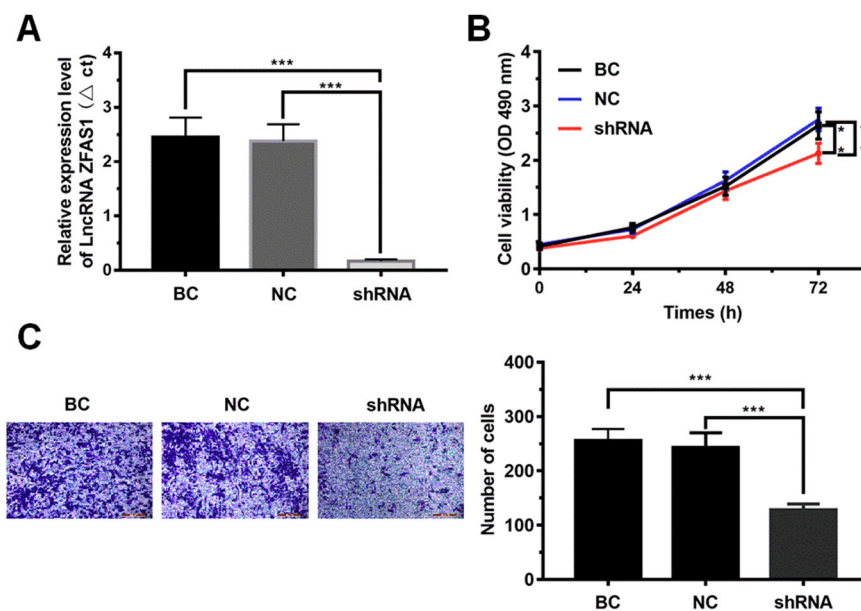 A
Relative expression level
of LncRNA ZFAS1 (△ ct)
4
3
2
1
0
***
***
BC
NC
shRNA
B
Cell viability (OD 490 nm)
4
3
2
1
0
BC
NC
shRNA
*
*
0
24
48
72
Times (h)
C
BC
NC
shRNA
Number of cells
400
300
200
100
0
***
***
BC
NC
shRNA